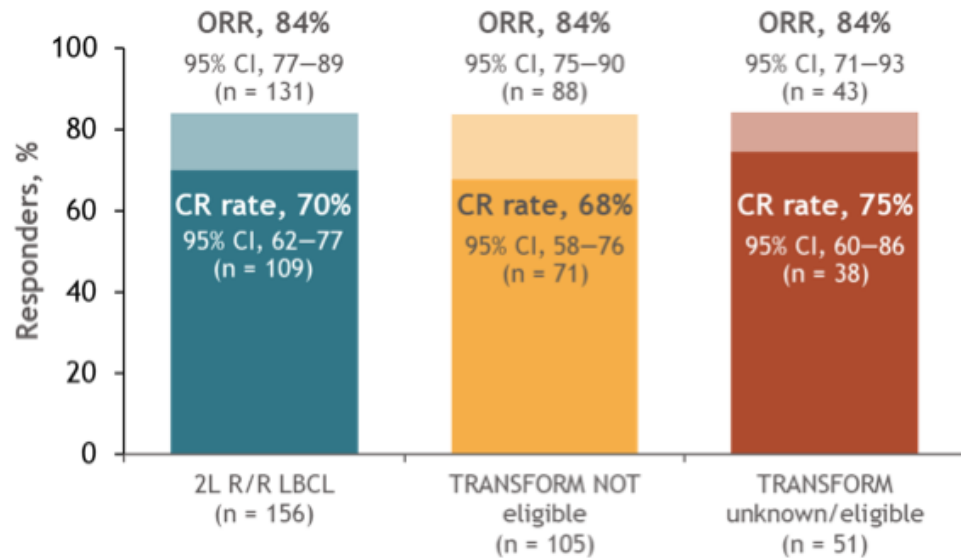 ORR, 84%
95% CI, 77–89
(n = 131)
ORR, 84%
95% CI, 75–90
(n = 88)
ORR, 84%
95% CI, 71–93
(n = 43)
Responders, %
100
80
60
40
20
0
CR rate, 70%
95% CI, 62–77
(n = 109)
CR rate, 68%
95% CI, 58–76
(n = 71)
CR rate, 75%
95% CI, 60–86
(n = 38)
2L R/R LBCL
(n = 156)
TRANSFORM NOT
eligible
(n = 105)
TRANSFORM
unknown/eligible
(n = 51)